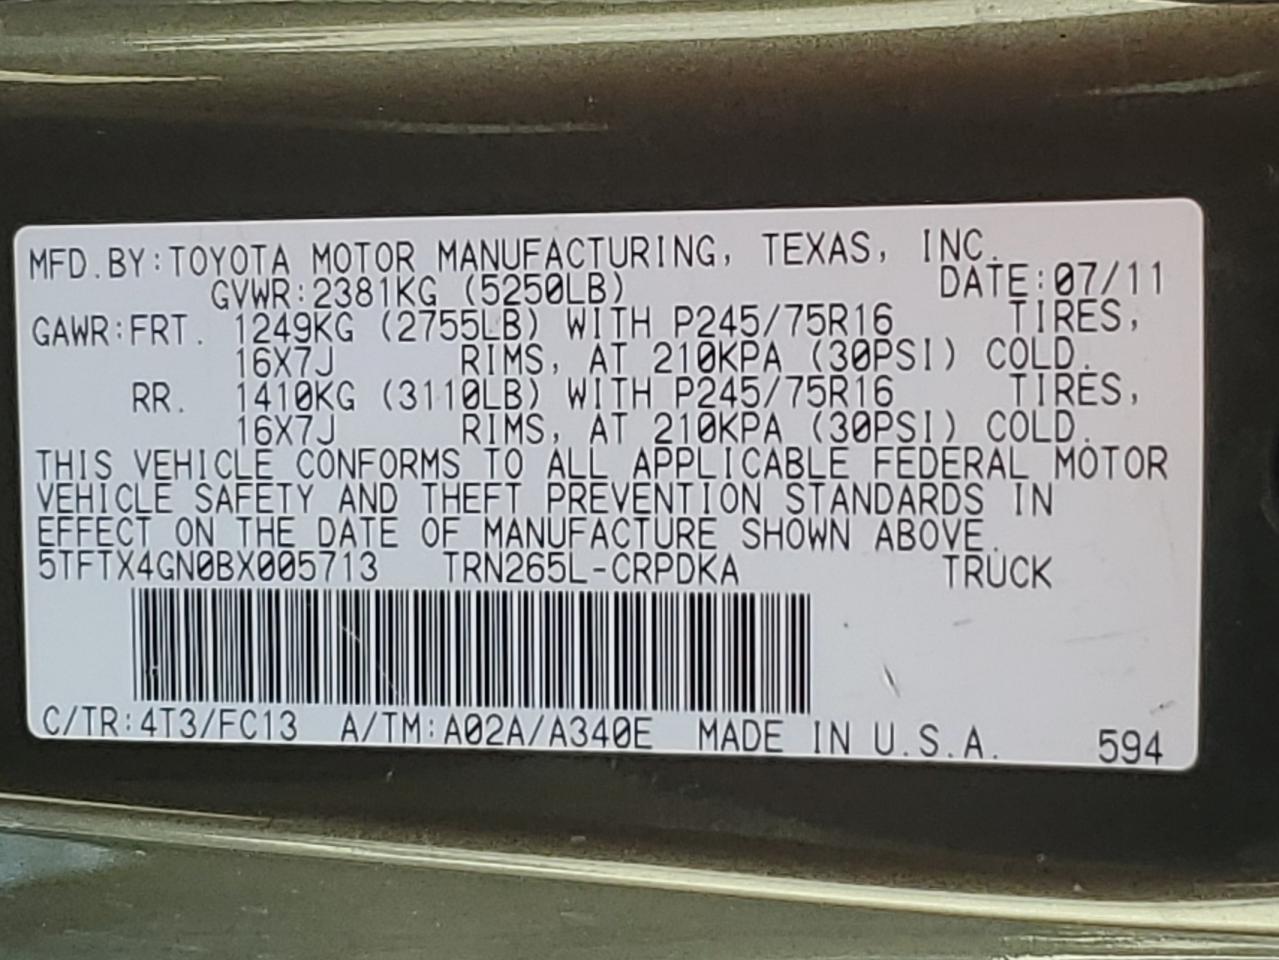 MFD.BY:TOYOTA MOTOR MANUFACTURING, TEXAS, INC.
GVWR:2381KG (5250LB) DATE:07/11
GAWR:FRT. 1249KG (2755LB) WITH P245/75R16 TIRES,
16X7J RIMS, AT 210KPA (30PSI) COLD.
RR. 1410KG (3110LB) WITH P245/75R16 TIRES,
16X7J RIMS, AT 210KPA (30PSI) COLD.
THIS VEHICLE CONFORMS TO ALL APPLICABLE FEDERAL MOTOR
VEHICLE SAFETY AND THEFT PREVENTION STANDARDS IN
EFFECT ON THE DATE OF MANUFACTURE SHOWN ABOVE.
5TFTX4GN0BX005713 TRN265L-CRPDKA TRUCK
C/TR:4T3/FC13 A/TM:A02A/A340E MADE IN U.S.A. 594